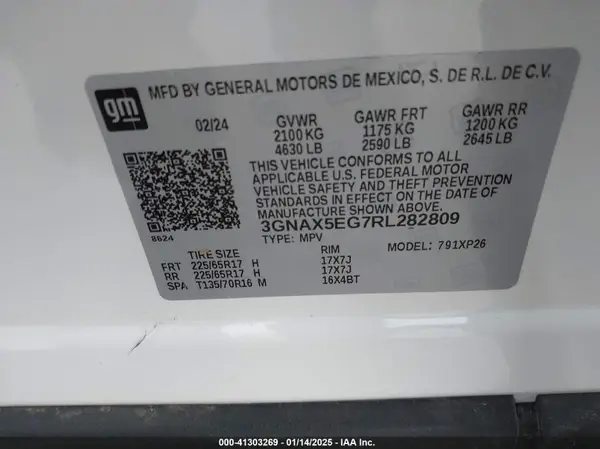 gm
MFD BY GENERAL MOTORS DE MEXICO, S. DE R.L. DE C.V.
02/24 GVWR GAWR FRT GAWR RR
2100 KG 1175 KG 1200 KG
4630 LB 2590 LB 2645 LB
THIS VEHICLE CONFORMS TO ALL
APPLICABLE U.S. FEDERAL MOTOR
VEHICLE SAFETY AND THEFT PREVENTION
STANDARDS IN EFFECT ON THE DATE OF
MANUFACTURE SHOWN ABOVE.
3GNAX5EG7RL282809
8624 TYPE: MPV MODEL: 791XP26
TIRE SIZE RIM
FRT 225/65R17 H 17X7J
RR 225/65R17 H 17X7J
SPA T135/70R16 M 16X4BT
000-41303269 | 01/14/2025 | IAA Inc.